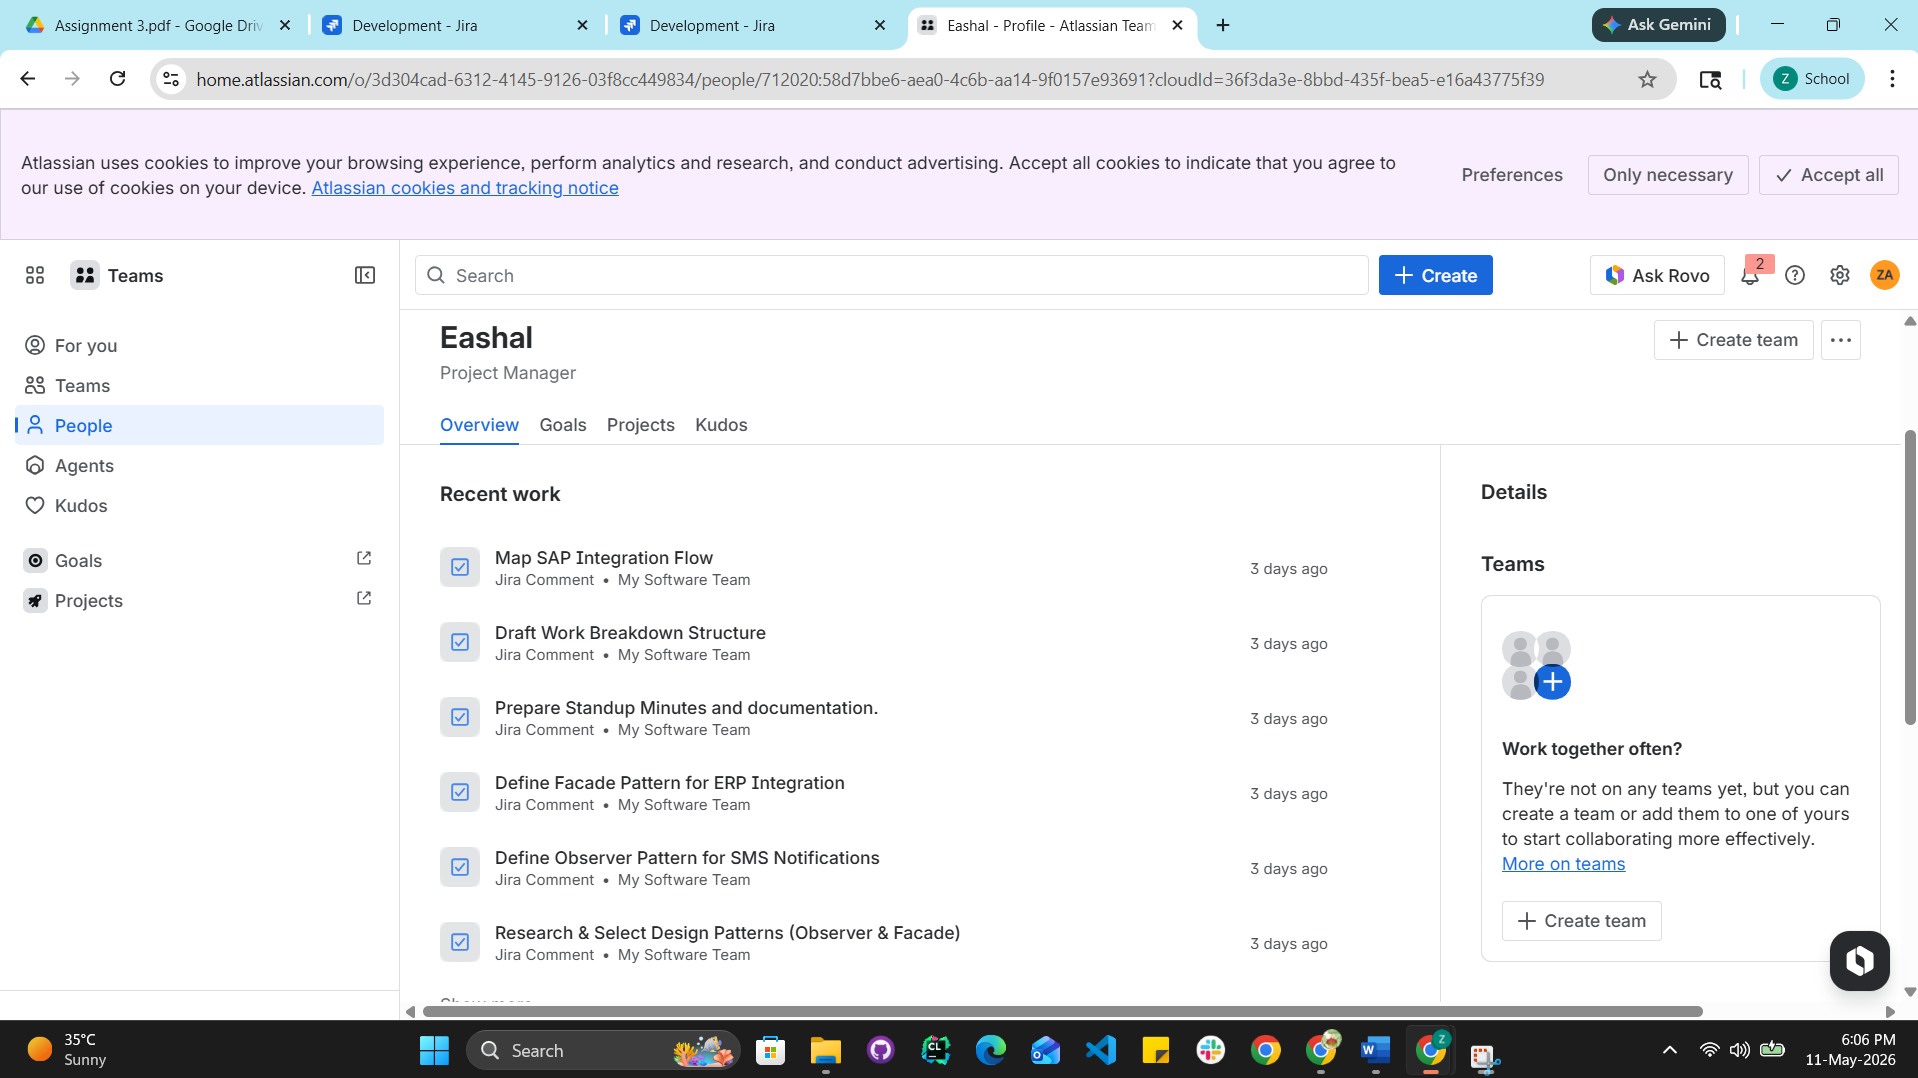 Assignment 3.pdf - Google Driv
Development - Jira
Development - Jira
Eashal - Profile - Atlassian Team
Ask Gemini
home.atlassian.com/o/3d304cad-6312-4145-9126-03f8cc449834/people/712020:58d7bbe6-aea0-4c6b-aa14-9f0157e93691?cloudId=36f3da3e-8bbd-435f-bea5-e16a43775f39
Z School
Atlassian uses cookies to improve your browsing experience, perform analytics and research, and conduct advertising. Accept all cookies to indicate that you agree to
our use of cookies on your device. Atlassian cookies and tracking notice
Preferences
Only necessary
Accept all
Teams
Search
Create
Ask Rovo
2
ZA
For you
Teams
People
Agents
Kudos
Goals
Projects
Eashal
Project Manager
Create team
Overview
Goals
Projects
Kudos
Recent work
Map SAP Integration Flow
Jira Comment • My Software Team
3 days ago
Draft Work Breakdown Structure
Jira Comment • My Software Team
3 days ago
Prepare Standup Minutes and documentation.
Jira Comment • My Software Team
3 days ago
Define Facade Pattern for ERP Integration
Jira Comment • My Software Team
3 days ago
Define Observer Pattern for SMS Notifications
Jira Comment • My Software Team
3 days ago
Research & Select Design Patterns (Observer & Facade)
Jira Comment • My Software Team
3 days ago
Show more
Details
Teams
Work together often?
They're not on any teams yet, but you can
create a team or add them to one of yours
to start collaborating more effectively.
More on teams
Create team
35°C
Sunny
Search
6:06 PM
11-May-2026